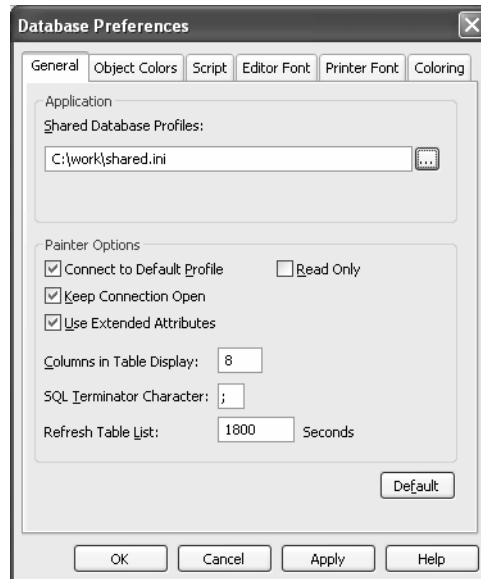 Database Preferences
General Object Colors Script Editor Font Printer Font Coloring
Application
Shared Database Profiles:
C:\work\shared.ini ...
Painter Options
Connect to Default Profile Read Only
Keep Connection Open
Use Extended Attributes
Columns in Table Display: 8
SQL Terminator Character: ;
Refresh Table List: 1800 Seconds
Default
OK Cancel Apply Help